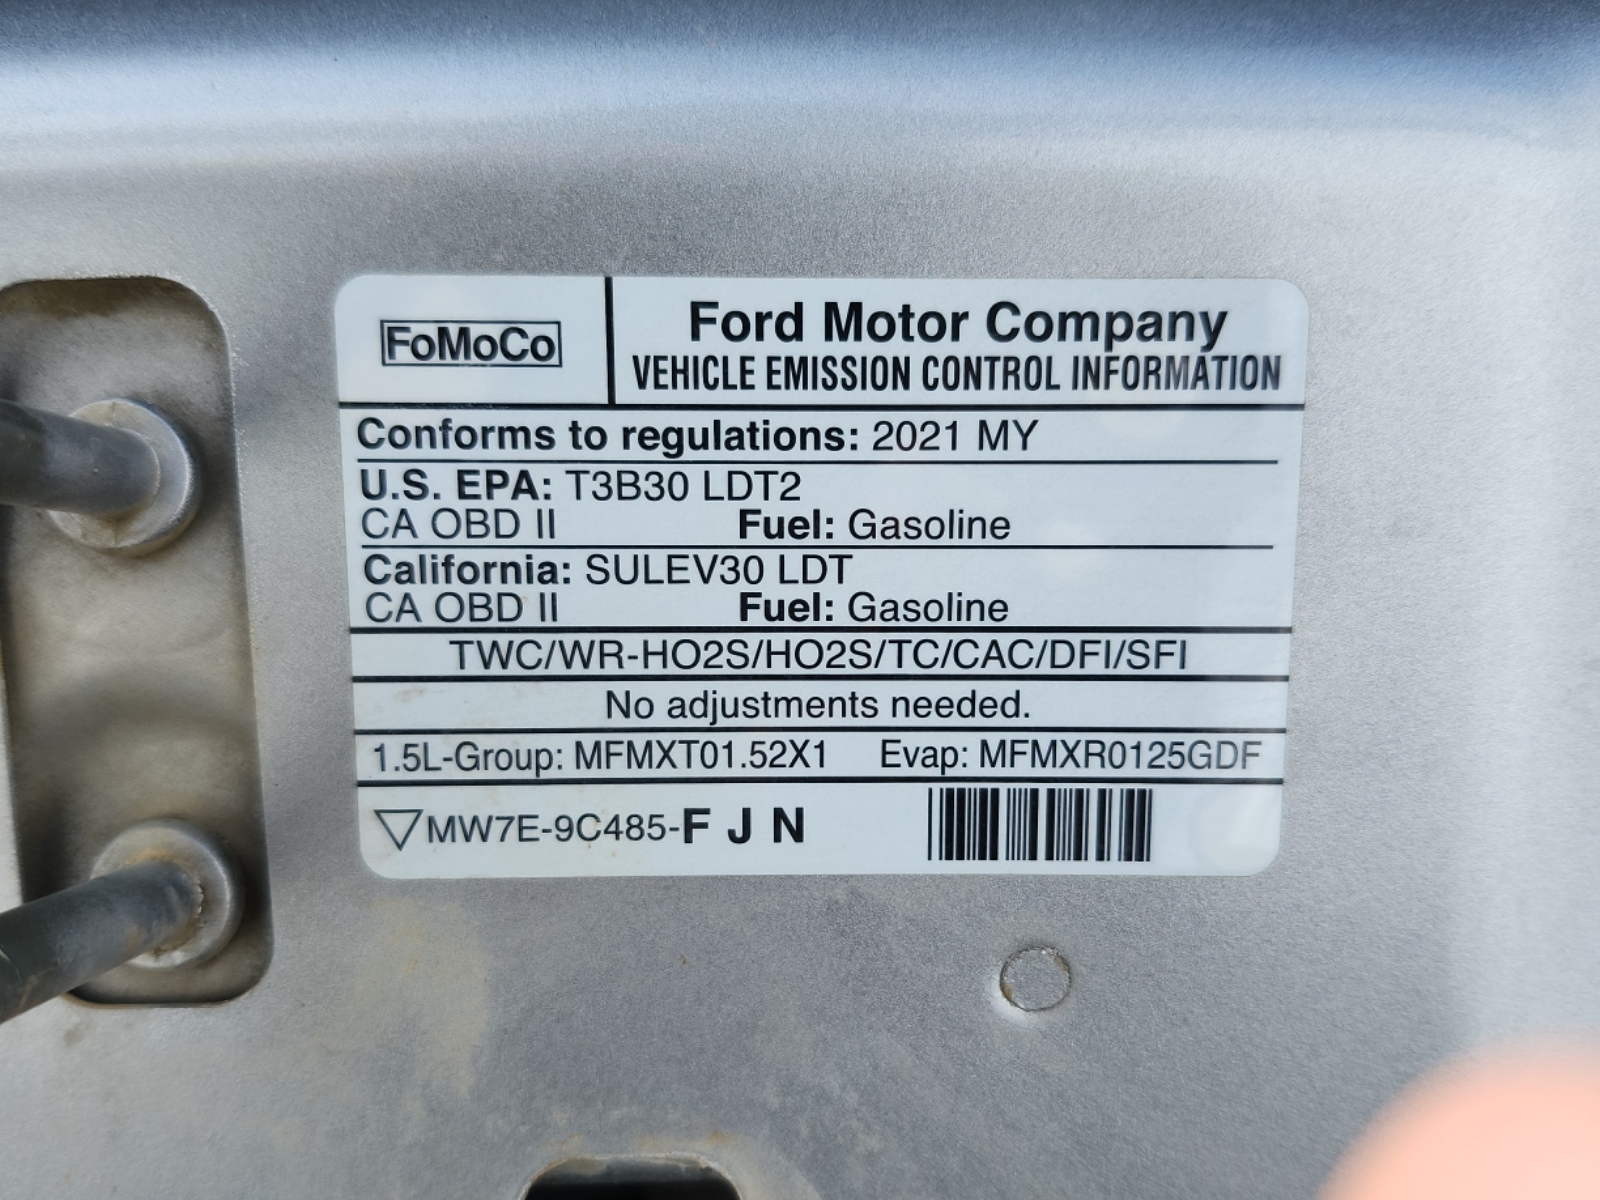 FoMoCo
Ford Motor Company
VEHICLE EMISSION CONTROL INFORMATION
Conforms to regulations: 2021 MY
U.S. EPA: T3B30 LDT2
CA OBD II Fuel: Gasoline
California: SULEV30 LDT
CA OBD II Fuel: Gasoline
TWC/WR-HO2S/HO2S/TC/CAC/DFI/SFI
No adjustments needed.
1.5L-Group: MFMXT01.52X1 Evap: MFMXR0125GDF
MW7E-9C485-F J N